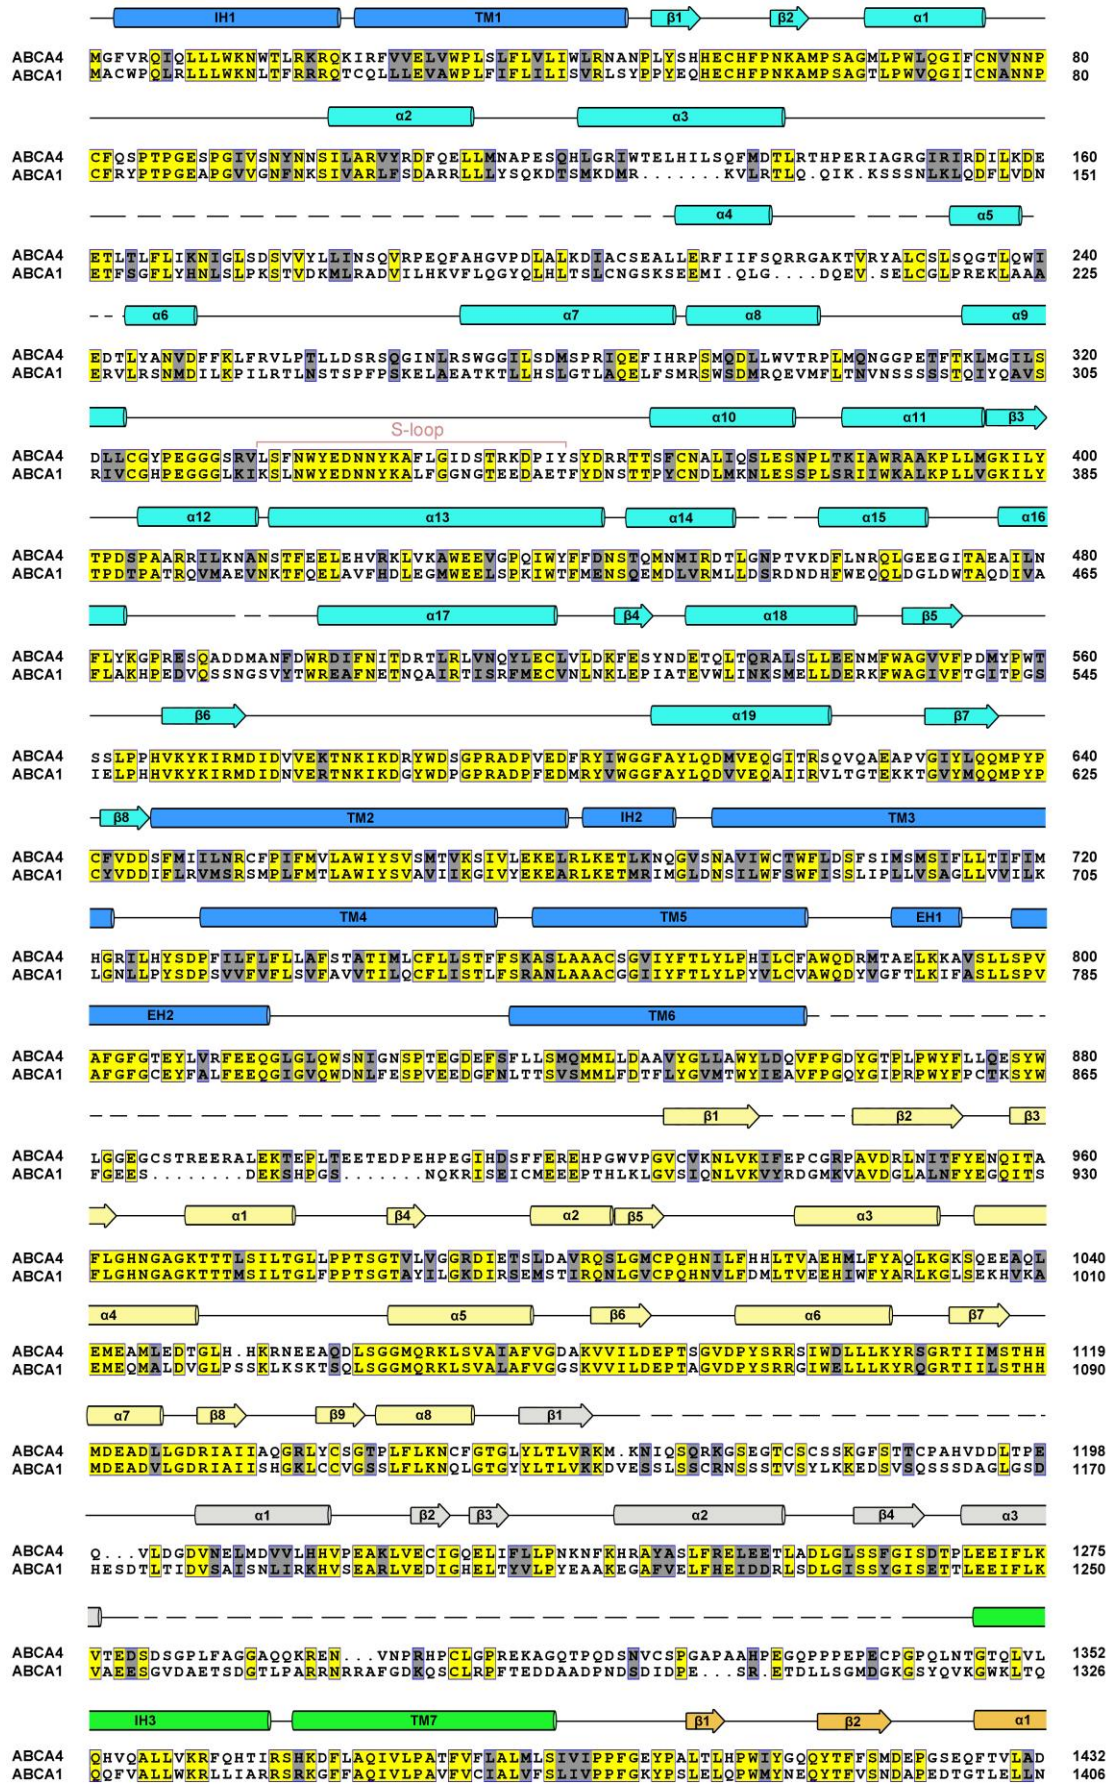 IH1 TM1 β1 β2 α1
ABCA4 MGFVRQIQLLLWKNWTLRKRQKIRFVVELVWPLSLFLVLIWLRNANPLYSHHECHFPNKAMPSAGMLPWLQGIFCNVNNP 80
ABCA1 MACWPQLRLLLWKNLTFRRRQTCQLLLEVAWPLFIFLILISVRLSYPPYEQHECHFPNKAMPSAGTLPWVQGIICNANNP 80
α2 α3
ABCA4 CFQSPTPGESPGIVSNYNNSILARVYRDFQELLMNAPESQHLGRIWTELHILSQFMDTLRTHPERIAGRGIRIRDILKDE 160
ABCA1 CFRYPTPGEAPGVVGNFNKSIVARLFSDARRLLLYSQKDTSMKDMR.......KVLRTLQ.QIK.KSSSNLKLQDFLVDN 151
α4 α5
ABCA4 ETLTLFLIKNIGLSDSVVYLLINSQVRPEQFAHGVPDLALKDIACSEALLERFIIFSQRRGAKTVRYALCSLSQGTLQWI 240
ABCA1 ETFSGFLYHNLSLPKSTVDKMLRADVILHKVFLQGYQLHLTSLCNGSKSEEMI.QLG....DQEV.SELCGLPREKLAAA 225
α6 α7 α8 α9
ABCA4 EDTLYANVDFFKLFRVLPTLLDSRSQGINLRSWGGILSDMSPRIQEFIHRPSMQDLLWVTRPLMQNGGPETFTKLMGILS 320
ABCA1 ERVLRSNMDILKPILRTLNSTSPFPSKELAEATKTLLHSLGTLAQELFSMRSWSDMRQEVMFLTNVNSSSSSTQIYQAVS 305
α10 α11 β3
S-loop
ABCA4 DLLCGYPEGGGSRVLSFNWYEDNNYKAFLGIDSTRKDPIYSYDRRTTSFCNALIQSLESNPLTKIAWRAAKPLLMGKILY 400
ABCA1 RIVCGHPEGGGLKIKSLNWYEDNNYKALFGGNGTEEDAETFYDNSTTPYCNDLMKNLESSPLSRIIWKALKPLLVGKILY 385
α12 α13 α14 α15 α16
ABCA4 TPDSPAARRILKNANSTFEELEHVRKLVKAWEEVGPQIWYFFDNSTQMNMIRDTLGNPTVKDFLNRQLGEEGITAEAILN 480
ABCA1 TPDTPATRQVMAEVNKTFQELAVFHDLEGMWEELSPKIWTFMENSQEMDLVRMLLDSRDNDHFWEQQLDGLDWTAQDIVA 465
α17 β4 α18 β5
ABCA4 FLYKGPRESQADDMANFDWRDIFNITDRTLRLVNQYLECLVLDKFESYNDETQLTQRALSLLEENMFWAGVVFPDMYPWT 560
ABCA1 FLAKHPEDVQSSNGSVYTWREAFNETNQAIRTISRFMECVNLNKLEPIATEVWLINKSMELLDERKFWAGIVFTGITPGS 545
β6 α19 β7
ABCA4 SSLPPHVKYKIRMDIDVVEKTNKIKDRYWDSGPRADPVEDFRYIWGGFAYLQDMVEQGITRSQVQAEAPVGIYLQQMPYP 640
ABCA1 IELPHHVKYKIRMDIDNVERTNKIKDGYWDPGPRADPFEDMRYVWGGFAYLQDVVEQAIIRVLTGTEKKTGVYMQQMPYP 625
β8 TM2 IH2 TM3
ABCA4 CFVDDSFMIILNRCFPIFMVLAWIYSVSMTVKSIVLEKELRLKETLKNQGVSNAVIWCTWFLDSFSIMSMSIFLLTIFIM 720
ABCA1 CYVDDIFLRVMSRSMPLFMTLAWIYSVAVIIKGIVYEKEARLKETMRIMGLDNSILWFSWFISSLIPLLVSAGLLVVILK 705
TM4 TM5 EH1
ABCA4 HGRILHYSDPFILFLFLLAFSTATIMLCFLLSTFFSKASLAAACSGVIYFTLYLPHILCFAWQDRMTAELKKAVSLLSPV 800
ABCA1 LGNLLPYSDPSVVFVFLSVFAVVTILQCFLISTLFSRANLAAACGGIIYFTLYLPYVLCVAWQDYVGFTLKIFASLLSPV 785
EH2 TM6
ABCA4 AFGFGTEYLVRFEEQGLGLQWSNIGNSPTEGDEFSFLLSMQMMLLDAAVYGLLAWYLDQVFPGDYGTPLPWYFLLQESYW 880
ABCA1 AFGFGCEYFALFEEQGIGVQWDNLFESPVEEDGFNLTTSVSMMLFDTFLYGVMTWYIEAVFPGQYGIPRPWYFPCTKSYW 865
β1 β2 β3
ABCA4 LGGEGCSTREERALEKTEPLTEETEDPEHPEGIHDSFFEREHPGWVPGVCVKNLVKIFEPCGRPAVDRLNITFYENQITA 960
ABCA1 FGEES........DEKSHPGS.......NQKRISEICMEEEPTHLKLGVSIQNLVKVYRDGMKVAVDGLALNFYEGQITS 930
α1 β4 α2 β5 α3
ABCA4 FLGHNGAGKTTTLSILTGLLPPTSGTVLVGGRDIETSLDAVRQSLGMCPQHNILFHHLTVAEHMLFYAQLKGKSQEEAQL 1040
ABCA1 FLGHNGAGKTTTMSILTGLFPPTSGTAYILGKDIRSEMSTIRQNLGVCPQHNVLFDMLTVEEHIWFYARLKGLSEKHVKA 1010
α4 α5 β6 α6 β7
ABCA4 EMEAMLEDTGLH.HKRNEEAQDLSGGMQRKLSVAIAFVGDAKVVILDEPTSGVDPYSRRSIWDLLLKYRSGRTIIMSTHH 1119
ABCA1 EMEQMALDVGLPSSKLKSKTSQLSGGMQRKLSVALAFVGGSKVVILDEPTAGVDPYSRRGIWELLLKYRQGRTIILSTHH 1090
α7 β8 β9 α8 β1
ABCA4 MDEADLLGDRIAIIAQGRLYCSGTPLFLKNCFGTGLYLTLVRKM.KNIQSQRKGSEGTCSCSSKGFSTTCPAHVDDLTPE 1198
ABCA1 MDEADVLGDRIAIISHGKLCCVGSSLFLKNQLGTGYYLTLVKKDVESSLSSCRNSSSTVSYLKKEDSVSQSSSDAGLGSD 1170
α1 β2 β3 α2 β4 α3
ABCA4 Q...VLDGDVNELMDVVLHHVPEAKLVECIGQELIFLLPNKNFKHRAYASLFRELEETLADLGLSSFGISDTPLEEIFLK 1275
ABCA1 HESDTLTIDVSAISNLIRKHVSEARLVEDIGHELTYVLPYEAAKEGAFVELFHEIDDRLSDLGISSYGISETTLEEIFLK 1250
ABCA4 VTEDSDSGPLFAGGAQQKREN...VNPRHPCLGPREKAGQTPQDSNVCSPGAPAAHPEGQPPPEPECPGPQLNTGTQLVL 1352
ABCA1 VAEESGVDAETSDGTLPARRNRRAFGDKQSCLRPFTEDDAADPNDSDIDPE...SR.ETDLLSGMDGKGSYQVKGWKLTQ 1326
IH3 TM7 β1 β2 α1
ABCA4 QHVQALLVKRFQHTIRSHKDFLAQIVLPATFVFLALMLSIVIPPFGEYPALTLHPWIYGQQYTFFSMDEPGSEQFTVLAD 1432
ABCA1 QQFVALLWKRLLIARRSRKGFFAQIVLPAVFVCIALVFSLIVPPFGKYPSLELQPWMYNEQYTFVSNDAPEDTGTLELLN 1406